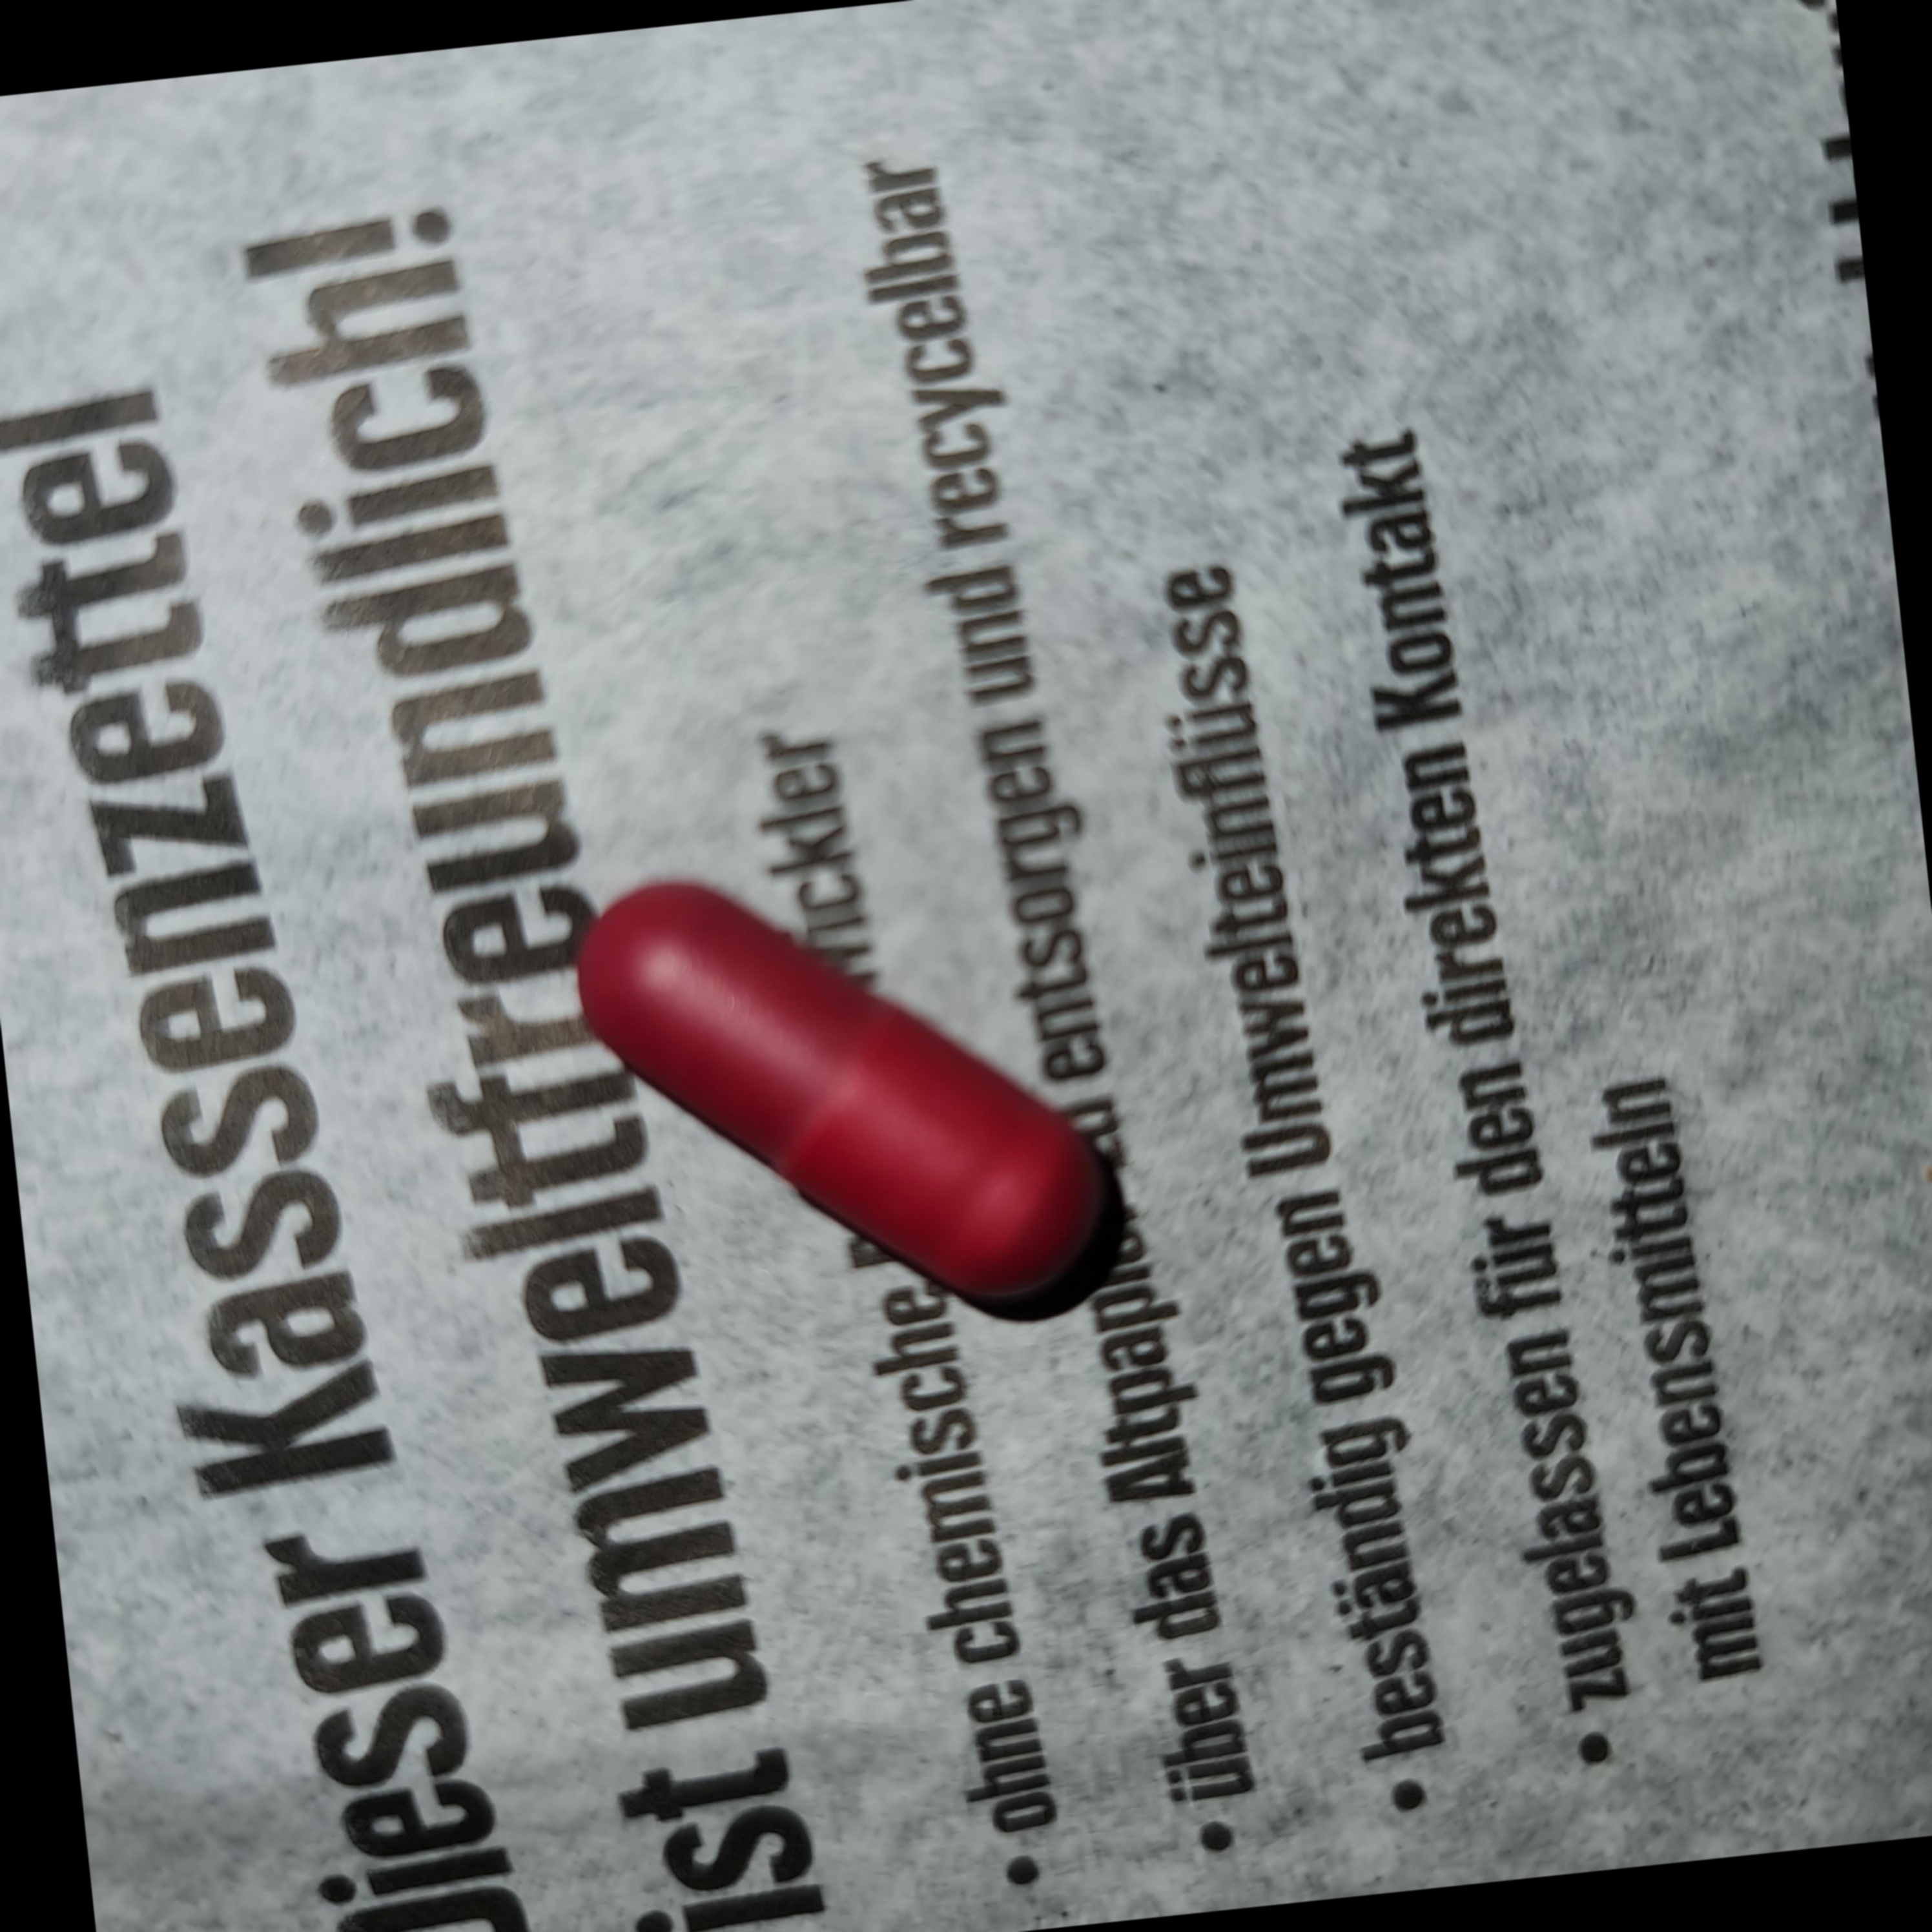 Dieser Kassenzettel
ist umweltfreundlich!
• ohne chemische
• über das Altpapier entsorgen und recycelbar
• beständig gegen Umwelteinflüsse
• zugelassen für den direkten Kontakt
mit Lebensmitteln